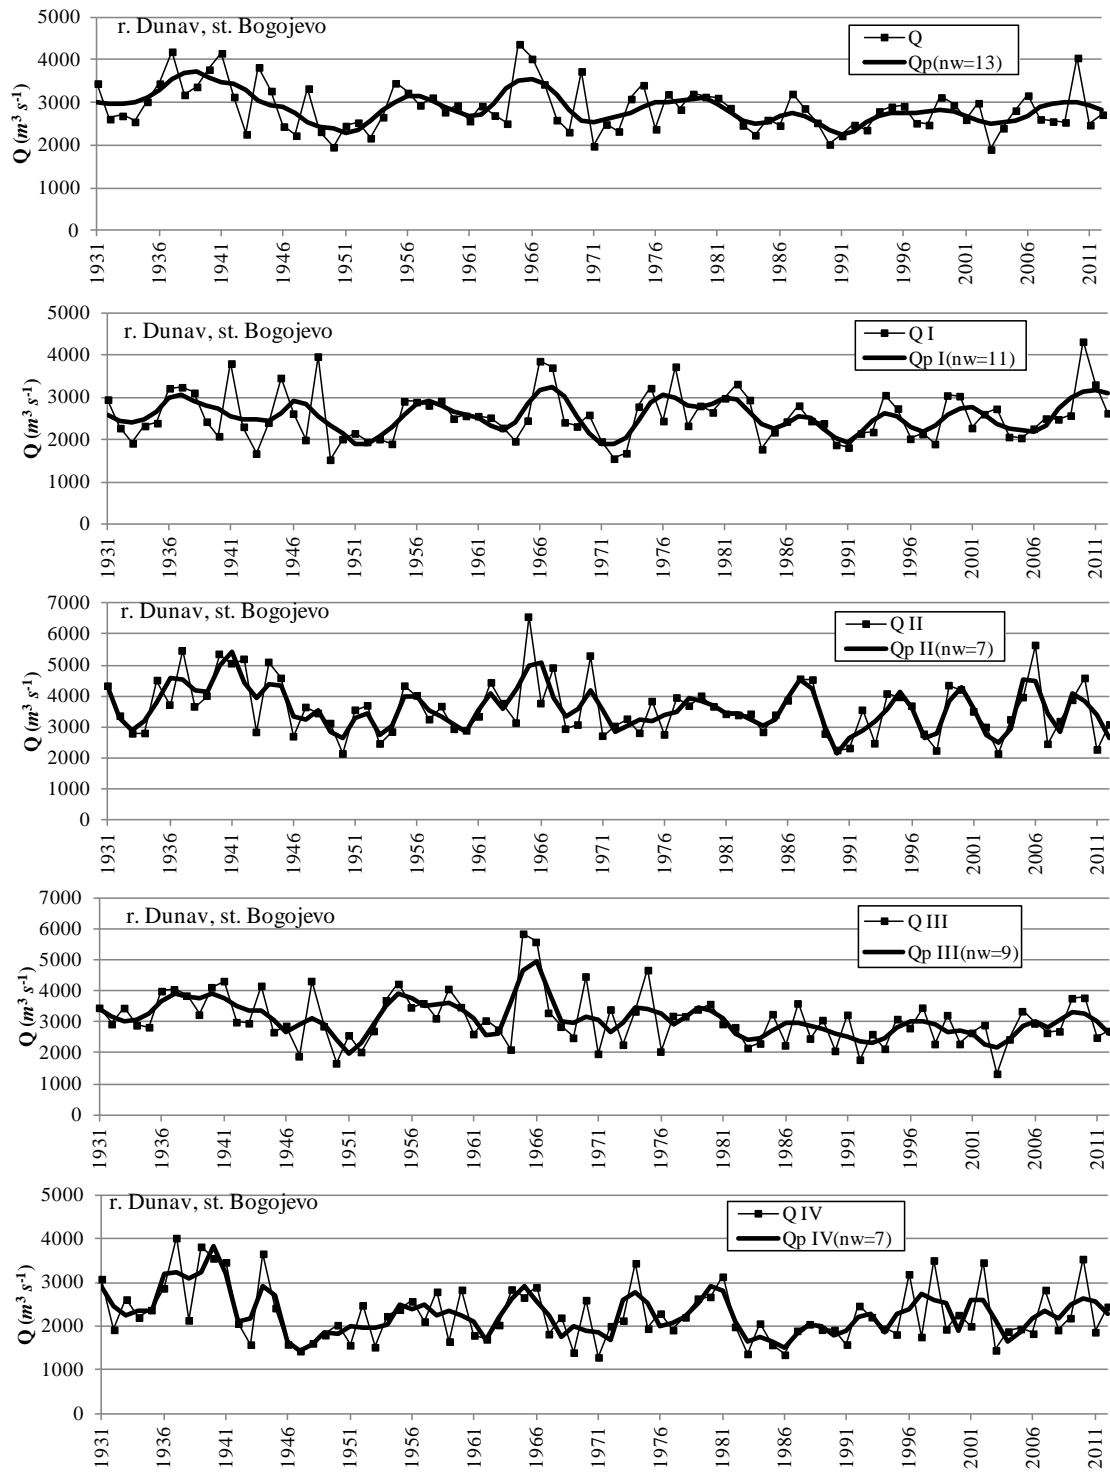 r. Dunav, st. Bogojevo
Q
Qp(nw=13)
Q (m³ s⁻¹)
5000
4000
3000
2000
1000
0
1931 1936 1941 1946 1951 1956 1961 1966 1971 1976 1981 1986 1991 1996 2001 2006 2011
r. Dunav, st. Bogojevo
Q I
Qp I(nw=11)
Q (m³ s⁻¹)
5000
4000
3000
2000
1000
0
1931 1936 1941 1946 1951 1956 1961 1966 1971 1976 1981 1986 1991 1996 2001 2006 2011
r. Dunav, st. Bogojevo
Q II
Qp II(nw=7)
Q (m³ s⁻¹)
7000
6000
5000
4000
3000
2000
1000
0
1931 1936 1941 1946 1951 1956 1961 1966 1971 1976 1981 1986 1991 1996 2001 2006 2011
r. Dunav, st. Bogojevo
Q III
Qp III(nw=9)
Q (m³ s⁻¹)
7000
6000
5000
4000
3000
2000
1000
0
1931 1936 1941 1946 1951 1956 1961 1966 1971 1976 1981 1986 1991 1996 2001 2006 2011
r. Dunav, st. Bogojevo
Q IV
Qp IV(nw=7)
Q (m³ s⁻¹)
5000
4000
3000
2000
1000
0
1931 1936 1941 1946 1951 1956 1961 1966 1971 1976 1981 1986 1991 1996 2001 2006 2011